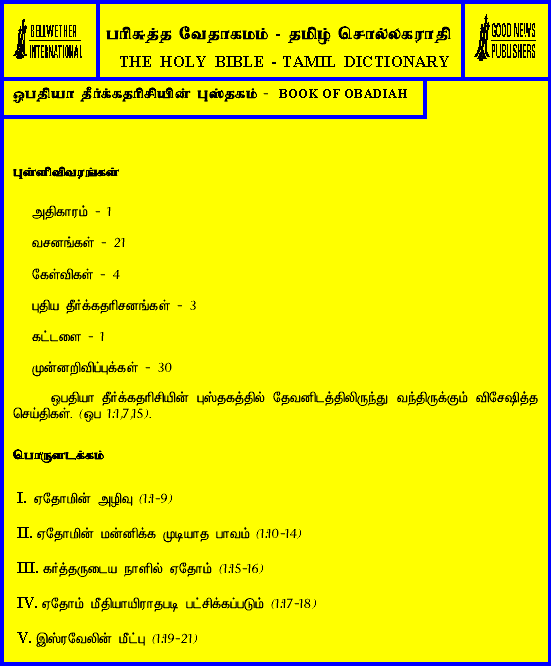 BELLWETHER
INTERNATIONAL
பரிசுத்த வேதாகமம் - தமிழ் சொல்லகராதி
THE HOLY BIBLE - TAMIL DICTIONARY
GOOD NEWS
PUBLISHERS
ஒபதியா தீர்க்கதரிசியின் புஸ்தகம் - BOOK OF OBADIAH
புள்ளிவிவரங்கள்
அதிகாரம் - 1
வசனங்கள் - 21
கேள்விகள் - 4
புதிய தீர்க்கதரிசனங்கள் - 3
கட்டளை - 1
முன்னறிவிப்புக்கள் - 30
ஒபதியா தீர்க்கதரிசியின் புஸ்தகத்தில் தேவனிடத்திலிருந்து வந்திருக்கும் விசேஷித்த
செய்திகள். (ஒப 1:1,7,15).
பொருளடக்கம்
I. ஏதோமின் அழிவு (1:1-9)
II. ஏதோமின் மன்னிக்க முடியாத பாவம் (1:10-14)
III. கர்த்தருடைய நாளில் ஏதோம் (1:15-16)
IV. ஏதோம் மீதியாயிராதபடி பட்சிக்கப்படும் (1:17-18)
V. இஸ்ரவேலின் மீட்பு (1:19-21)